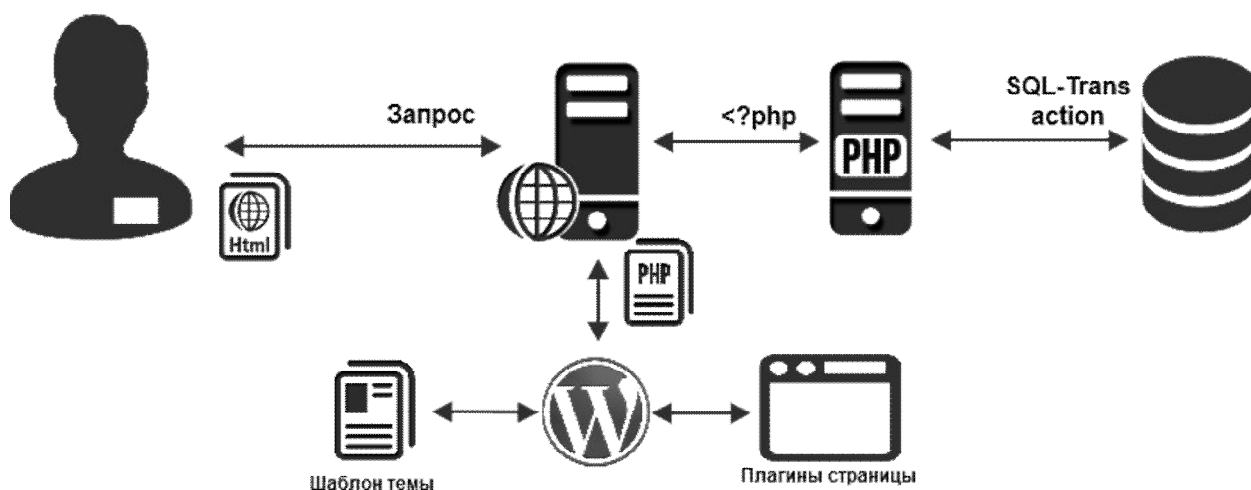 Запрос
<?php
SQL-Trans
action
PHP
Html
PHP
W
Шаблон темы
Плагины страницы